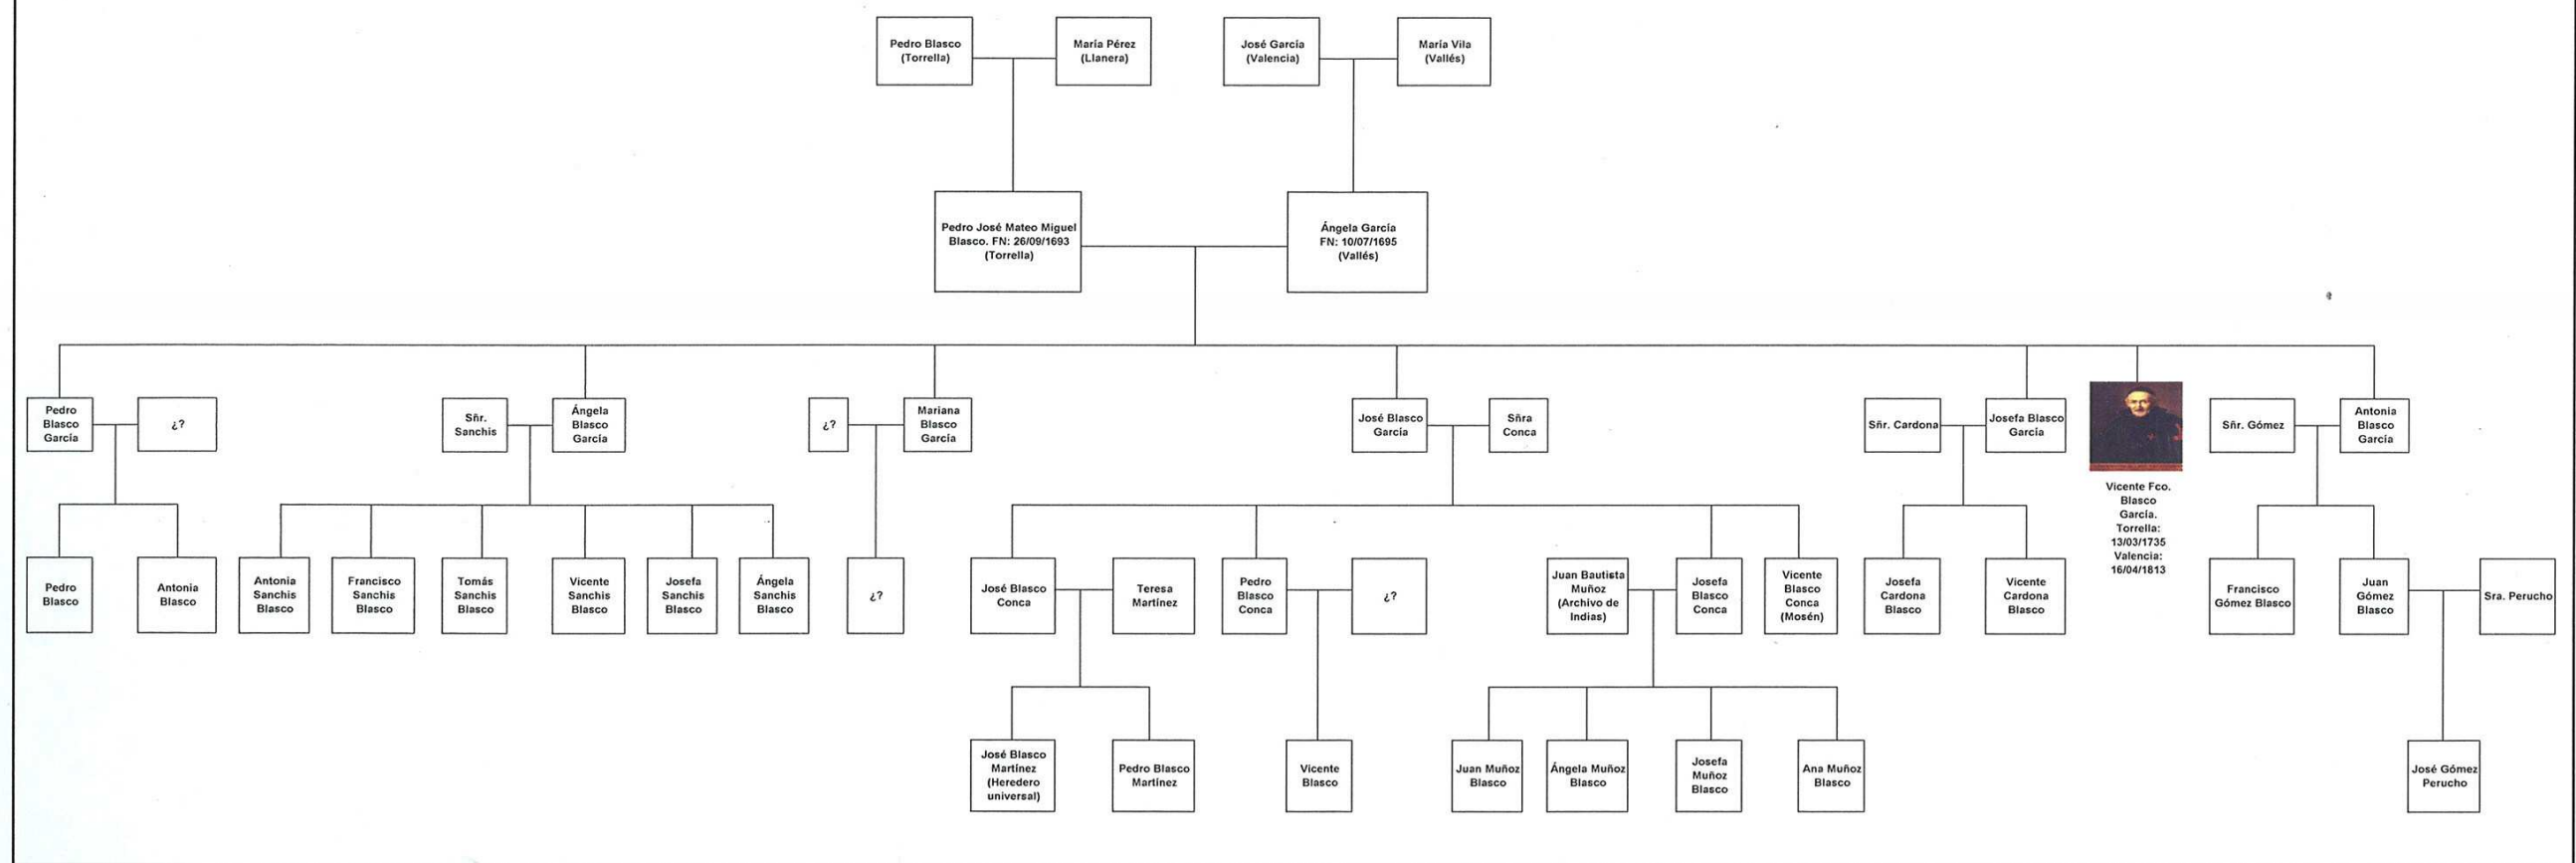 Pedro Blasco
(Torrella)
María Pérez
(Llanera)
José García
(Valencia)
María Vila
(Vallés)
Pedro José Mateo Miguel
Blasco. FN: 26/09/1693
(Torrella)
Ángela García
FN: 10/07/1695
(Vallés)
Pedro
Blasco
García
¿?
Sñr.
Sanchis
Ángela
Blasco
García
¿?
Mariana
Blasco
García
José Blasco
García
Sñra
Conca
Sñr. Cardona
Josefa Blasco
García
Vicente Fco.
Blasco
García.
Torrella:
13/03/1735
Valencia:
16/04/1813
Sñr. Gómez
Antonia
Blasco
García
Pedro
Blasco
Antonia
Blasco
Antonia
Sanchis
Blasco
Francisco
Sanchis
Blasco
Tomás
Sanchis
Blasco
Vicente
Sanchis
Blasco
Josefa
Sanchis
Blasco
Ángela
Sanchis
Blasco
¿?
José Blasco
Conca
Teresa
Martínez
Pedro
Blasco
Conca
¿?
Juan Bautista
Muñoz
(Archivo de
Indias)
Josefa
Blasco
Conca
Vicente
Blasco
Conca
(Mosén)
Josefa
Cardona
Blasco
Vicente
Cardona
Blasco
Francisco
Gómez Blasco
Juan
Gómez
Blasco
Sra. Perucho
José Blasco
Martínez
(Heredero
universal)
Pedro Blasco
Martínez
Vicente
Blasco
Juan Muñoz
Blasco
Ángela Muñoz
Blasco
Josefa
Muñoz
Blasco
Ana Muñoz
Blasco
José Gómez
Perucho